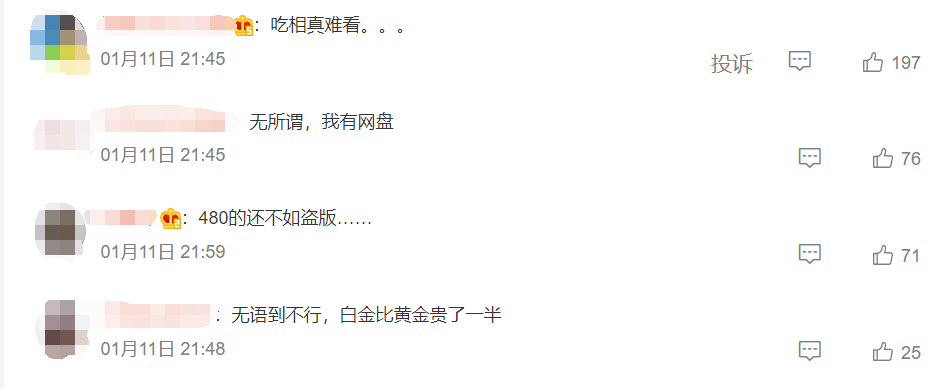 ：吃相真难看。。。
01月11日 21:45
投诉
197
无所谓，我有网盘
01月11日 21:45
76
：480的还不如盗版……
01月11日 21:59
71
：无语到不行，白金比黄金贵了一半
01月11日 21:48
25